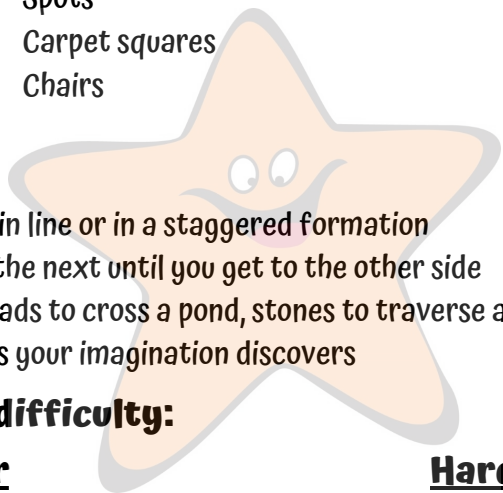 Spots
Carpet squares
Chairs
in line or in a staggered formation
the next until you get to the other side
ads to cross a pond, stones to traverse a
s your imagination discovers
difficulty:
r Hard